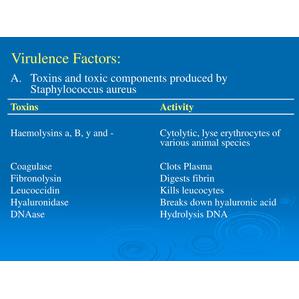 Virulence Factors:
A. Toxins and toxic components produced by
Staphylococcus aureus
Toxins Activity
Haemolysins a, B, y and - Cytolytic, lyse erythrocytes of
various animal species
Coagulase Clots Plasma
Fibronolysin Digests fibrin
Leucoccidin Kills leucocytes
Hyaluronidase Breaks down hyaluronic acid
DNAase Hydrolysis DNA